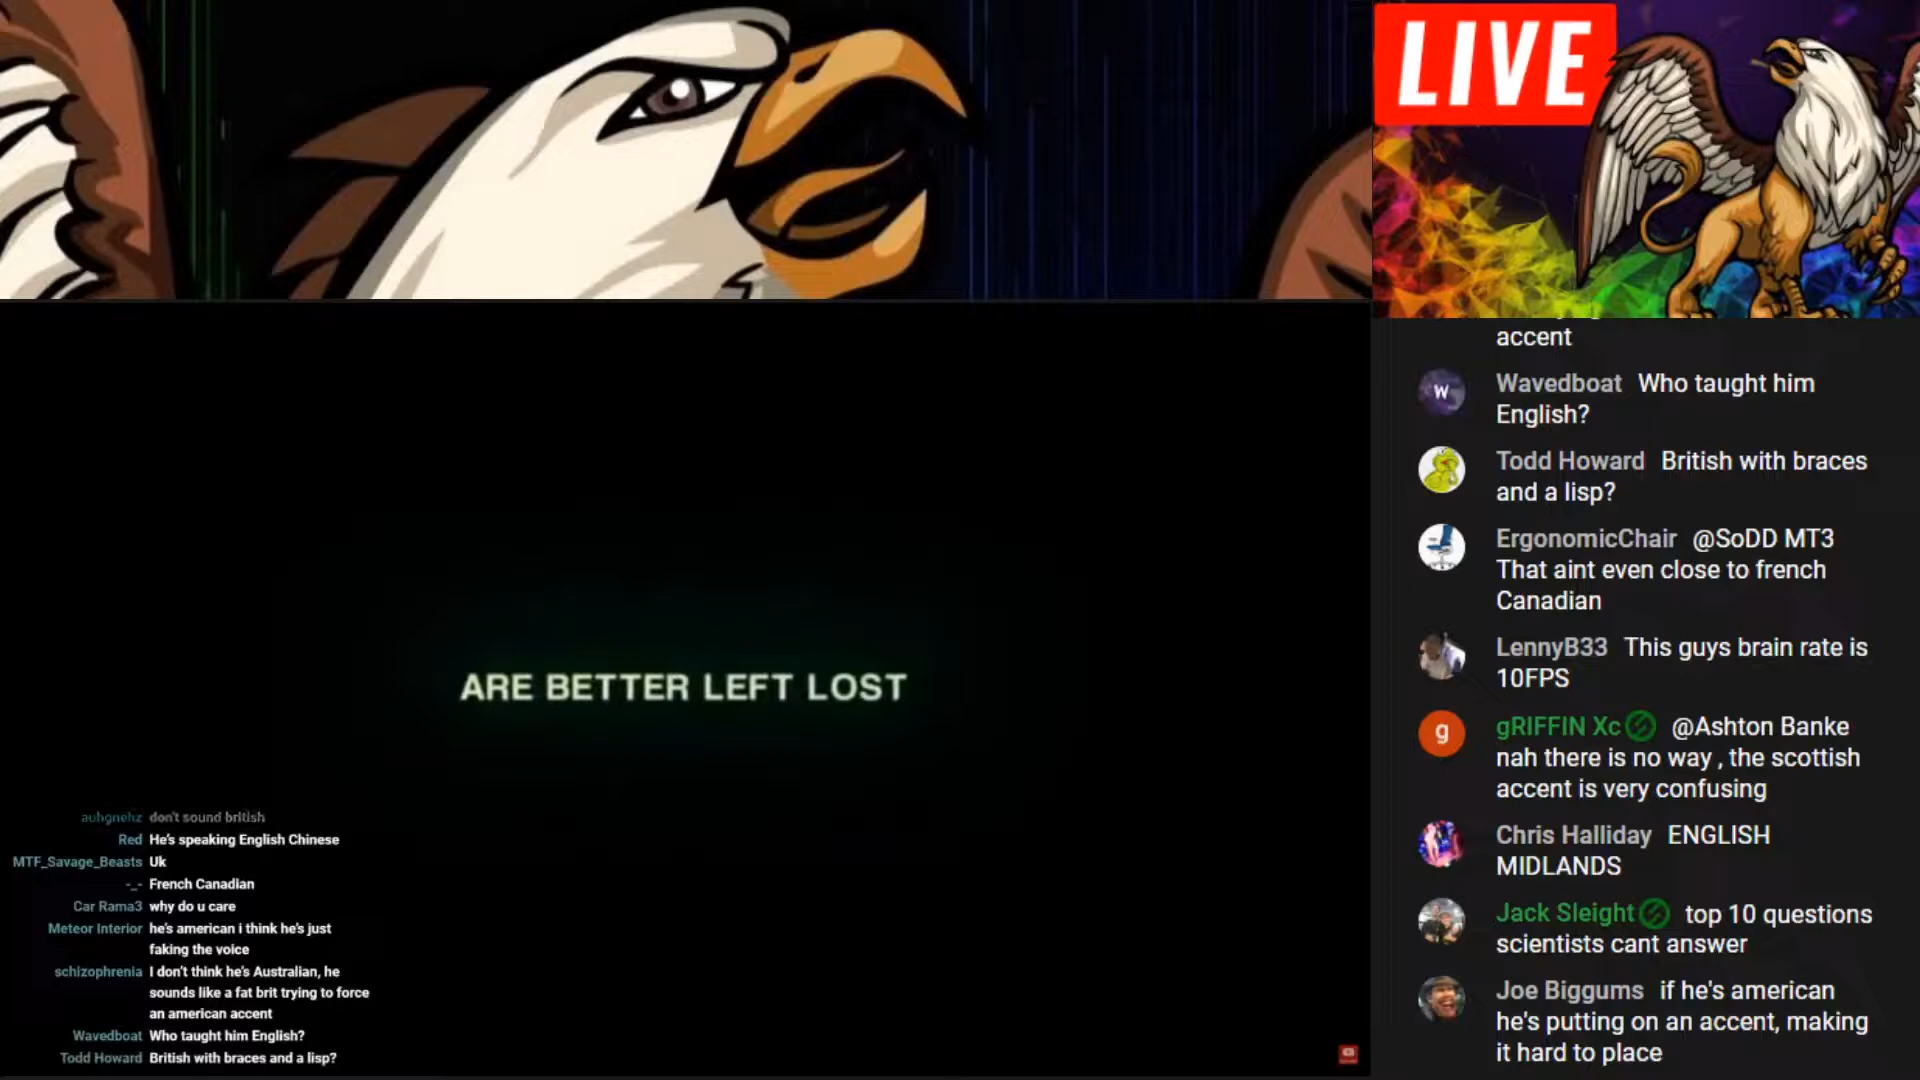 LIVE
ARE BETTER LEFT LOST
auhgnehz don't sound british
Red He's speaking English Chinese
MTF_Savage_Beasts Uk
-_- French Canadian
Car Rama3 why do u care
Meteor Interior he's american i think he's just
faking the voice
schizophrenia I don't think he's Australian, he
sounds like a fat brit trying to force
an american accent
Wavedboat Who taught him English?
Todd Howard British with braces and a lisp?
accent
W
Wavedboat Who taught him
English?
Todd Howard British with braces
and a lisp?
ErgonomicChair @SoDD MT3
That aint even close to french
Canadian
LennyB33 This guys brain rate is
10FPS
g
gRIFFIN Xc @Ashton Banke
nah there is no way , the scottish
accent is very confusing
Chris Halliday ENGLISH
MIDLANDS
Jack Sleight top 10 questions
scientists cant answer
Joe Biggums if he's american
he's putting on an accent, making
it hard to place